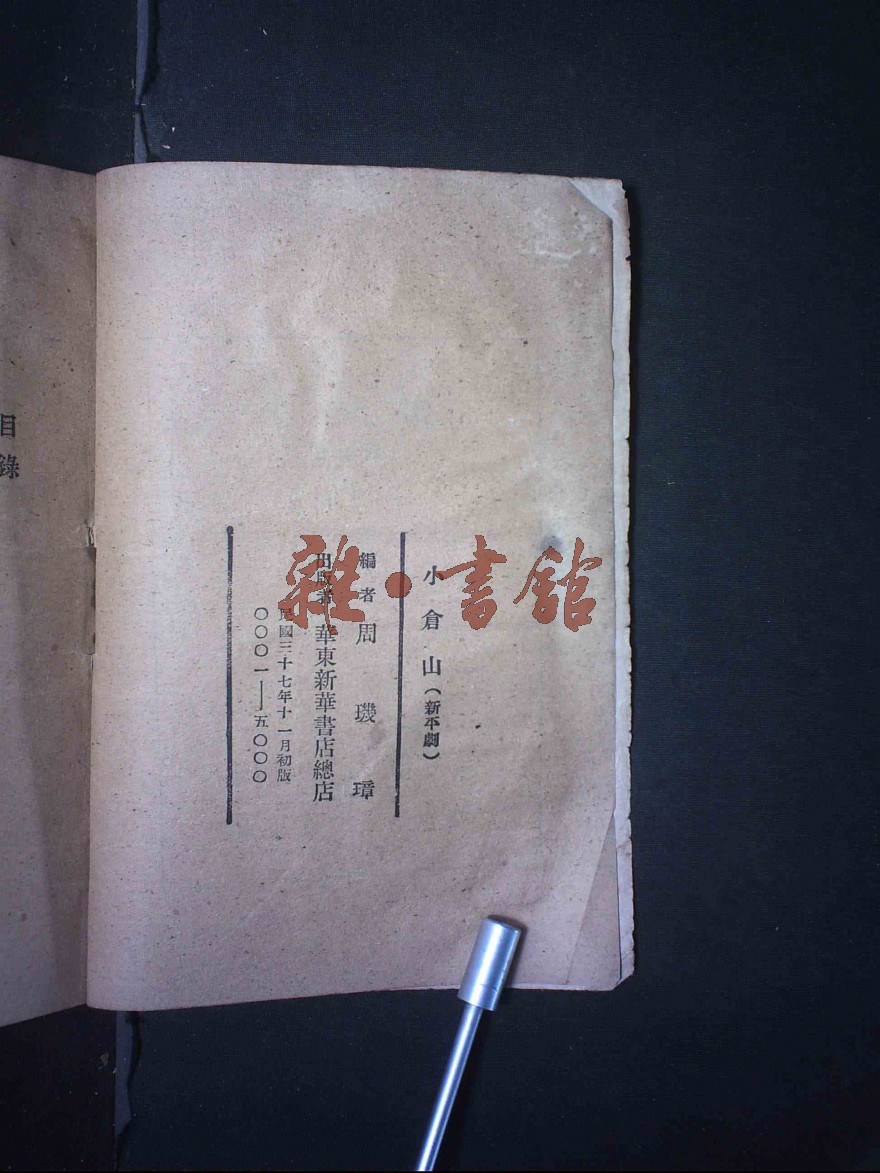 小倉山（新平劇）
編者 周璣璋
出版者 華東新華書店總店
民國三十七年十一月初版
〇〇〇一——五〇〇〇
目錄
雜·書館